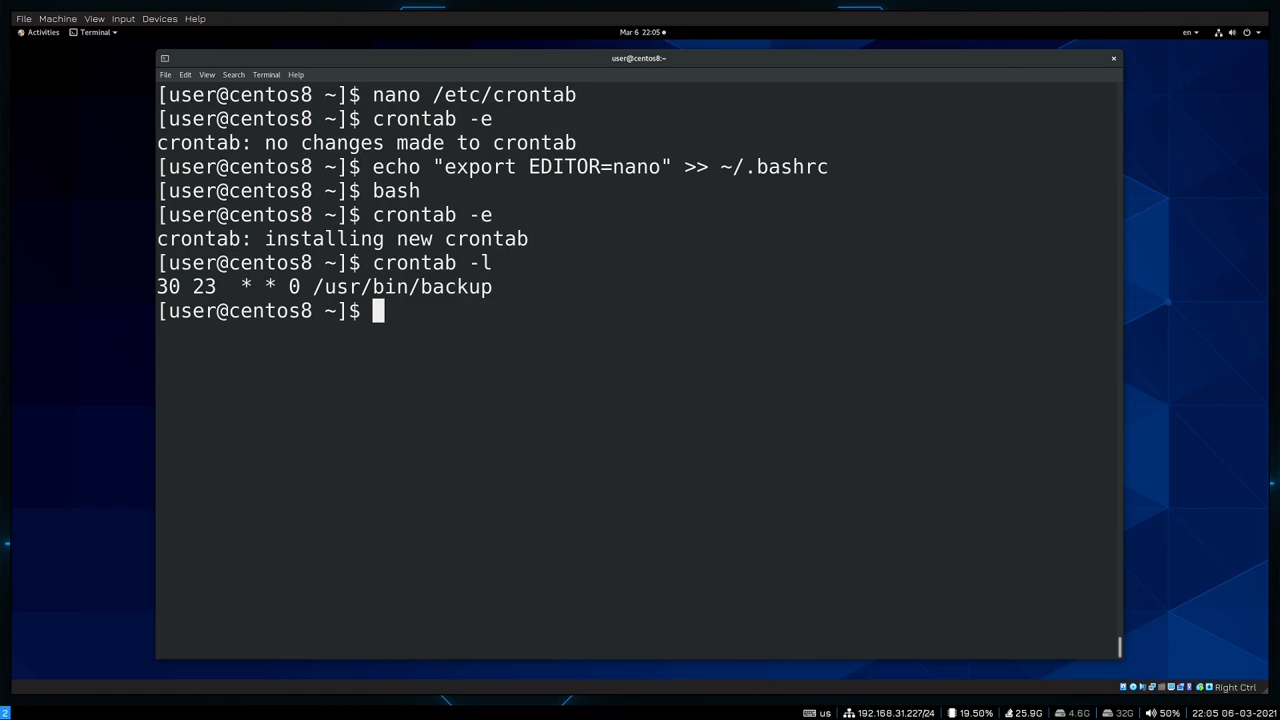 File Machine View Input Devices Help
Activities Terminal Mar 6 22:05 en
user@centos8:~
File Edit View Search Terminal Help
[user@centos8 ~]$ nano /etc/crontab
[user@centos8 ~]$ crontab -e
crontab: no changes made to crontab
[user@centos8 ~]$ echo "export EDITOR=nano" >> ~/.bashrc
[user@centos8 ~]$ bash
[user@centos8 ~]$ crontab -e
crontab: installing new crontab
[user@centos8 ~]$ crontab -l
30 23  * * 0 /usr/bin/backup
[user@centos8 ~]$
Right Ctrl
2 us 192.168.31.227/24 19.50% 25.9G 4.6G 32G 50% 22:05 06-03-2021